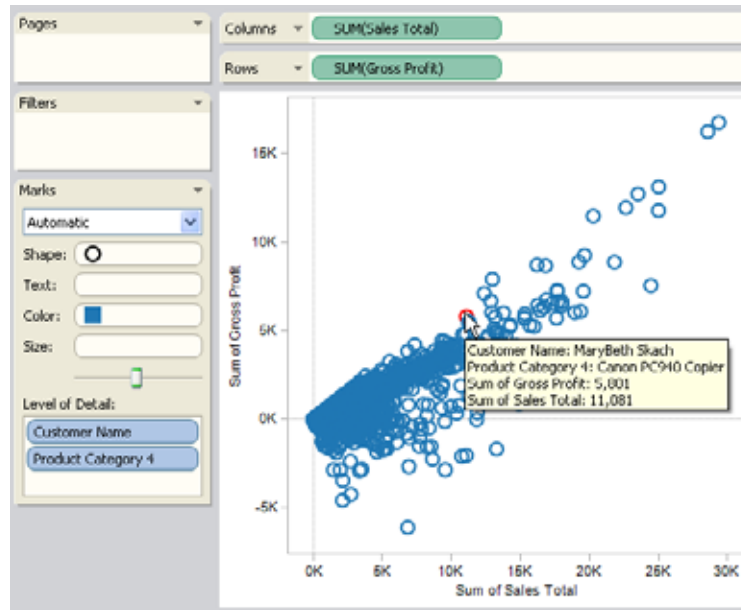 Pages
Columns SUM(Sales Total)
Rows SUM(Gross Profit)
Filters
Marks
Automatic
Shape:
Text:
Color:
Size:
Level of Detail:
Customer Name
Product Category 4
Sum of Gross Profit
15K
10K
5K
0K
-5K
Customer Name: MaryBeth Skach
Product Category 4: Canon PC940 Copier
Sum of Gross Profit: 5,801
Sum of Sales Total: 11,081
0K 5K 10K 15K 20K 25K 30K
Sum of Sales Total